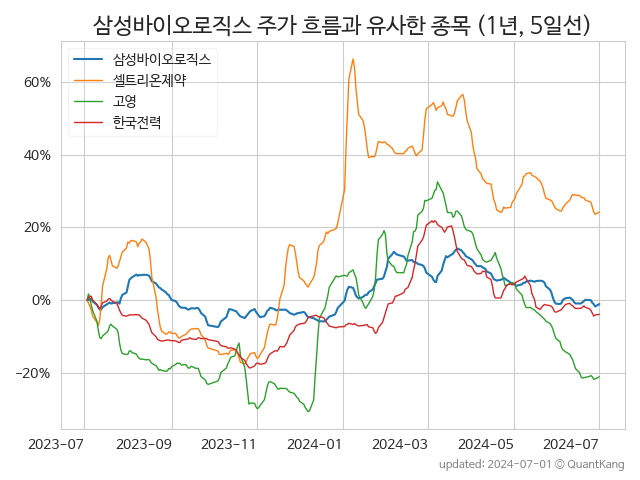 삼성바이오로직스 주가 흐름과 유사한 종목 (1년, 5일선)
삼성바이오로직스
셀트리온제약
고영
한국전력
60%
40%
20%
0%
−20%
2023-07
2023-09
2023-11
2024-01
2024-03
2024-05
2024-07
updated: 2024-07-01 © QuantKang